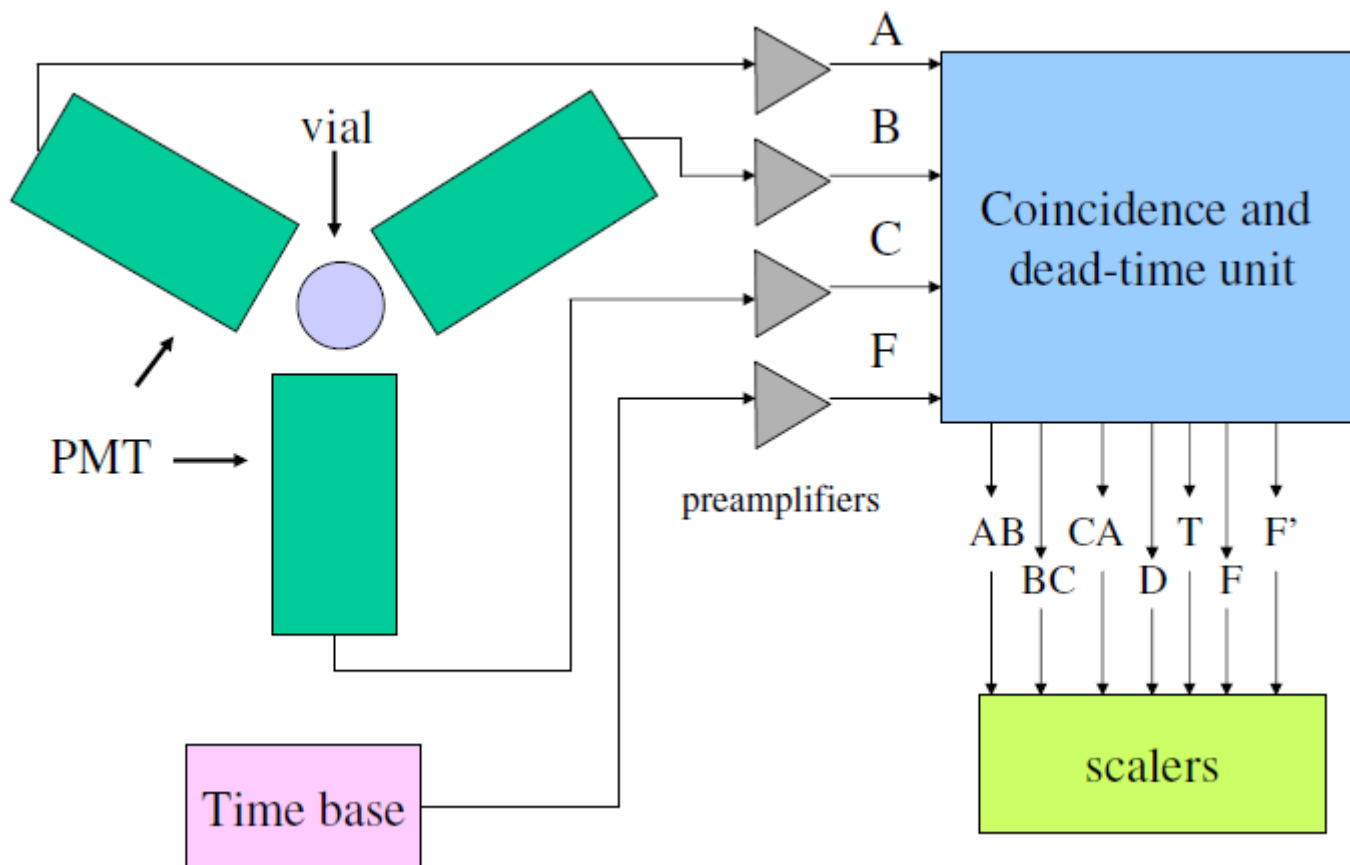 A
vial
B
Coincidence and
dead-time unit
C
F
PMT
preamplifiers
AB CA T F’
BC D F
scalers
Time base